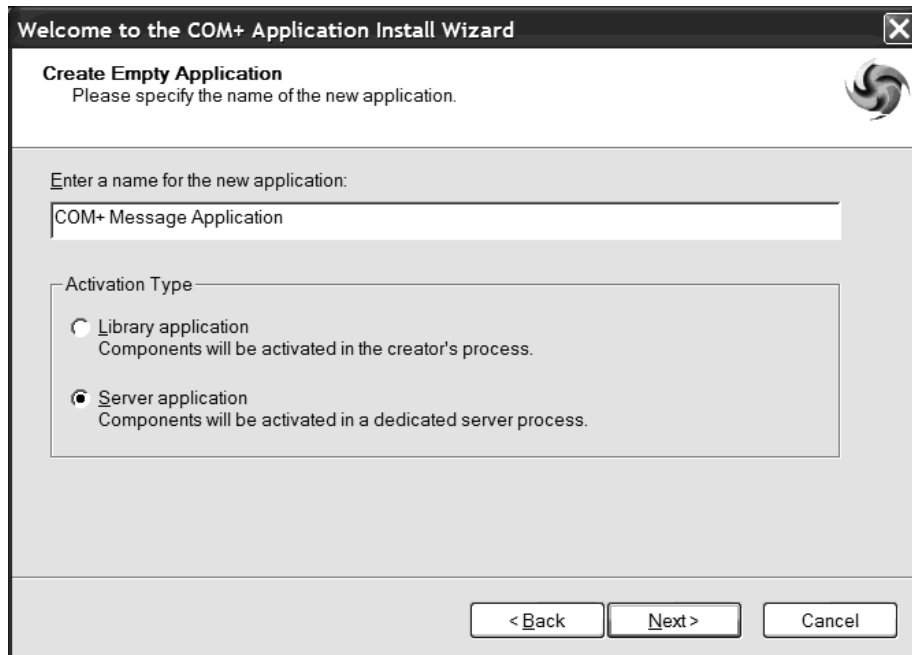 Welcome to the COM+ Application Install Wizard
Create Empty Application
Please specify the name of the new application.
Enter a name for the new application:
COM+ Message Application
Activation Type
Library application
Components will be activated in the creator's process.
Server application
Components will be activated in a dedicated server process.
< Back Next > Cancel